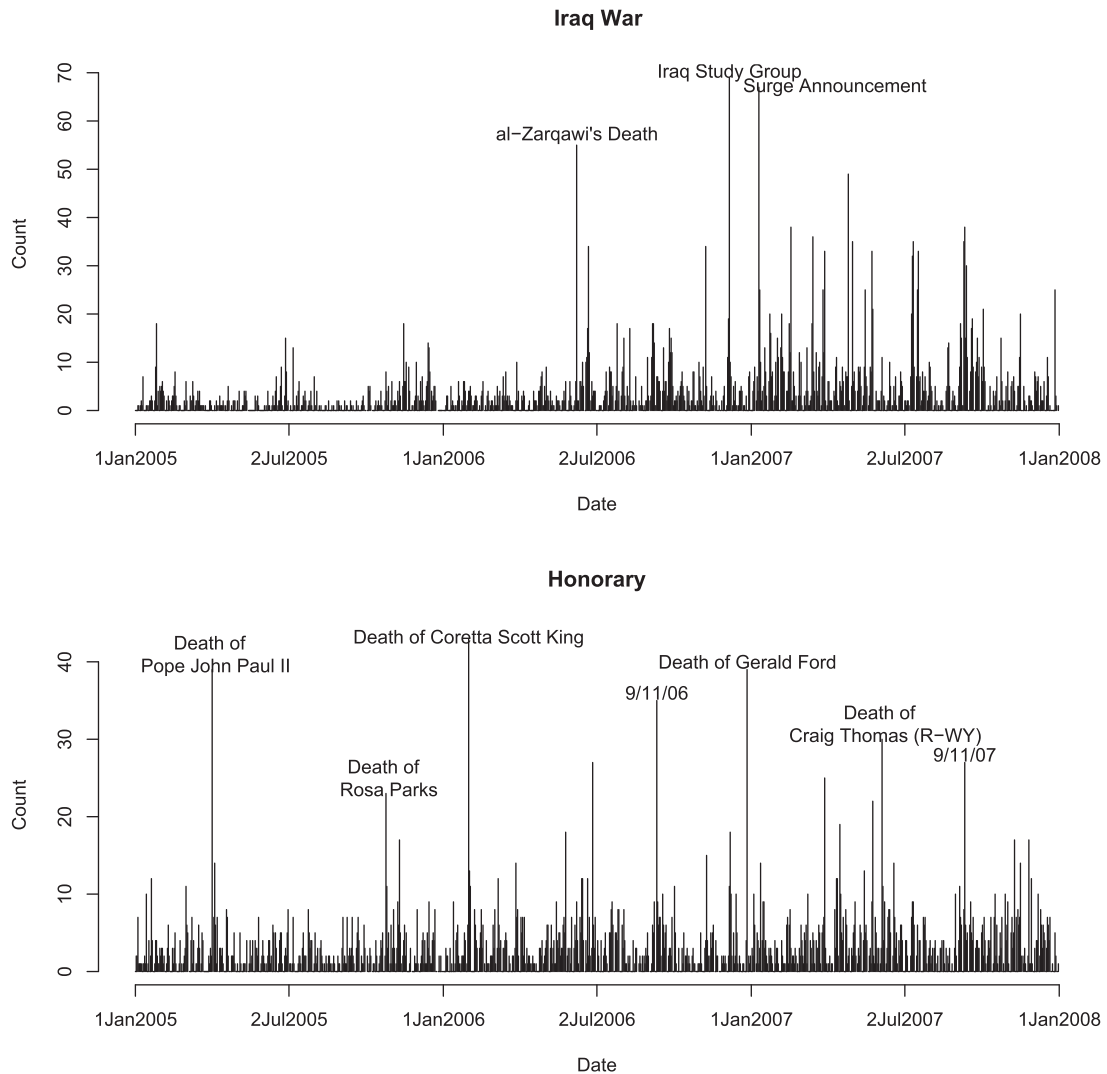 Iraq War
70
60
50
40
30
20
10
0
Count
Iraq Study Group
Surge Announcement
al−Zarqawi's Death
1Jan2005 2Jul2005 1Jan2006 2Jul2006 1Jan2007 2Jul2007 1Jan2008
Date
Honorary
40
30
20
10
0
Count
Death of
Pope John Paul II
Death of Coretta Scott King
Death of Gerald Ford
9/11/06
Death of
Craig Thomas (R−WY)
9/11/07
Death of
Rosa Parks
1Jan2005 2Jul2005 1Jan2006 2Jul2006 1Jan2007 2Jul2007 1Jan2008
Date